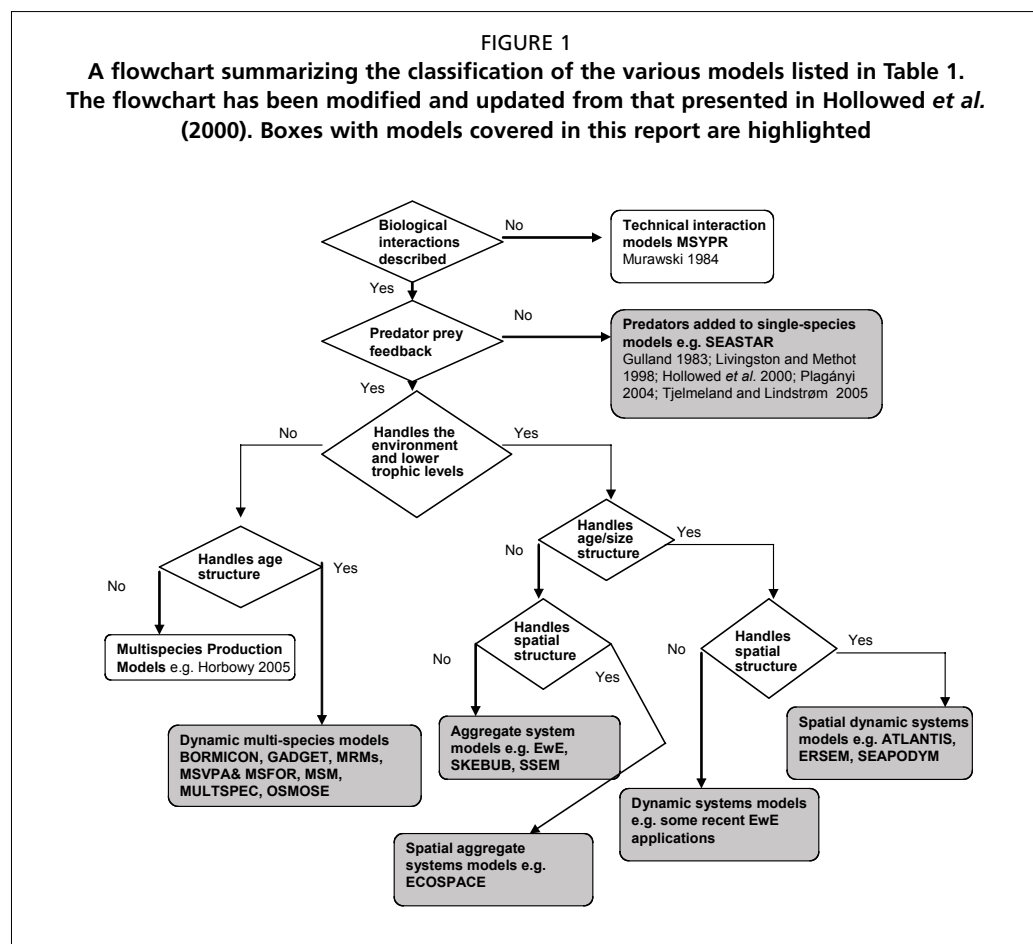 FIGURE 1
A flowchart summarizing the classification of the various models listed in Table 1.
The flowchart has been modified and updated from that presented in Hollowed et al.
(2000). Boxes with models covered in this report are highlighted
Biological
interactions
described
No
Technical interaction
models MSYPR
Murawski 1984
Yes
Predator prey
feedback
No
Predators added to single-species
models e.g. SEASTAR
Gulland 1983; Livingston and Methot
1998; Hollowed et al. 2000; Plagányi
2004; Tjelmeland and Lindstrøm 2005
Yes
Handles the
environment
and lower
trophic levels
No
Yes
Handles age
structure
No
Yes
Multispecies Production
Models e.g. Horbowy 2005
Dynamic multi-species models
BORMICON, GADGET, MRMs,
MSVPA& MSFOR, MSM,
MULTSPEC, OSMOSE
Handles
age/size
structure
No
Yes
Handles
spatial
structure
No
Yes
Aggregate system
models e.g. EwE,
SKEBUB, SSEM
Spatial aggregate
systems models e.g.
ECOSPACE
Handles
spatial
structure
No
Yes
Dynamic systems models
e.g. some recent EwE
applications
Spatial dynamic systems
models e.g. ATLANTIS,
ERSEM, SEAPODYM